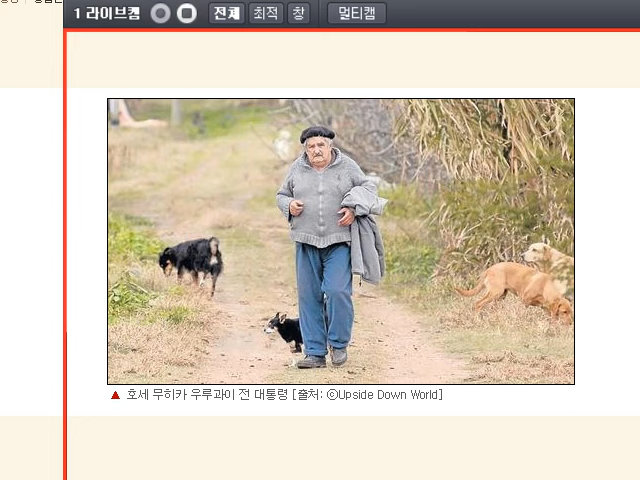 1 라이브캠 전체 최적 창 멀티캠
▲ 호세 무히카 우루과이 전 대통령 [출처: ⓒUpside Down World]